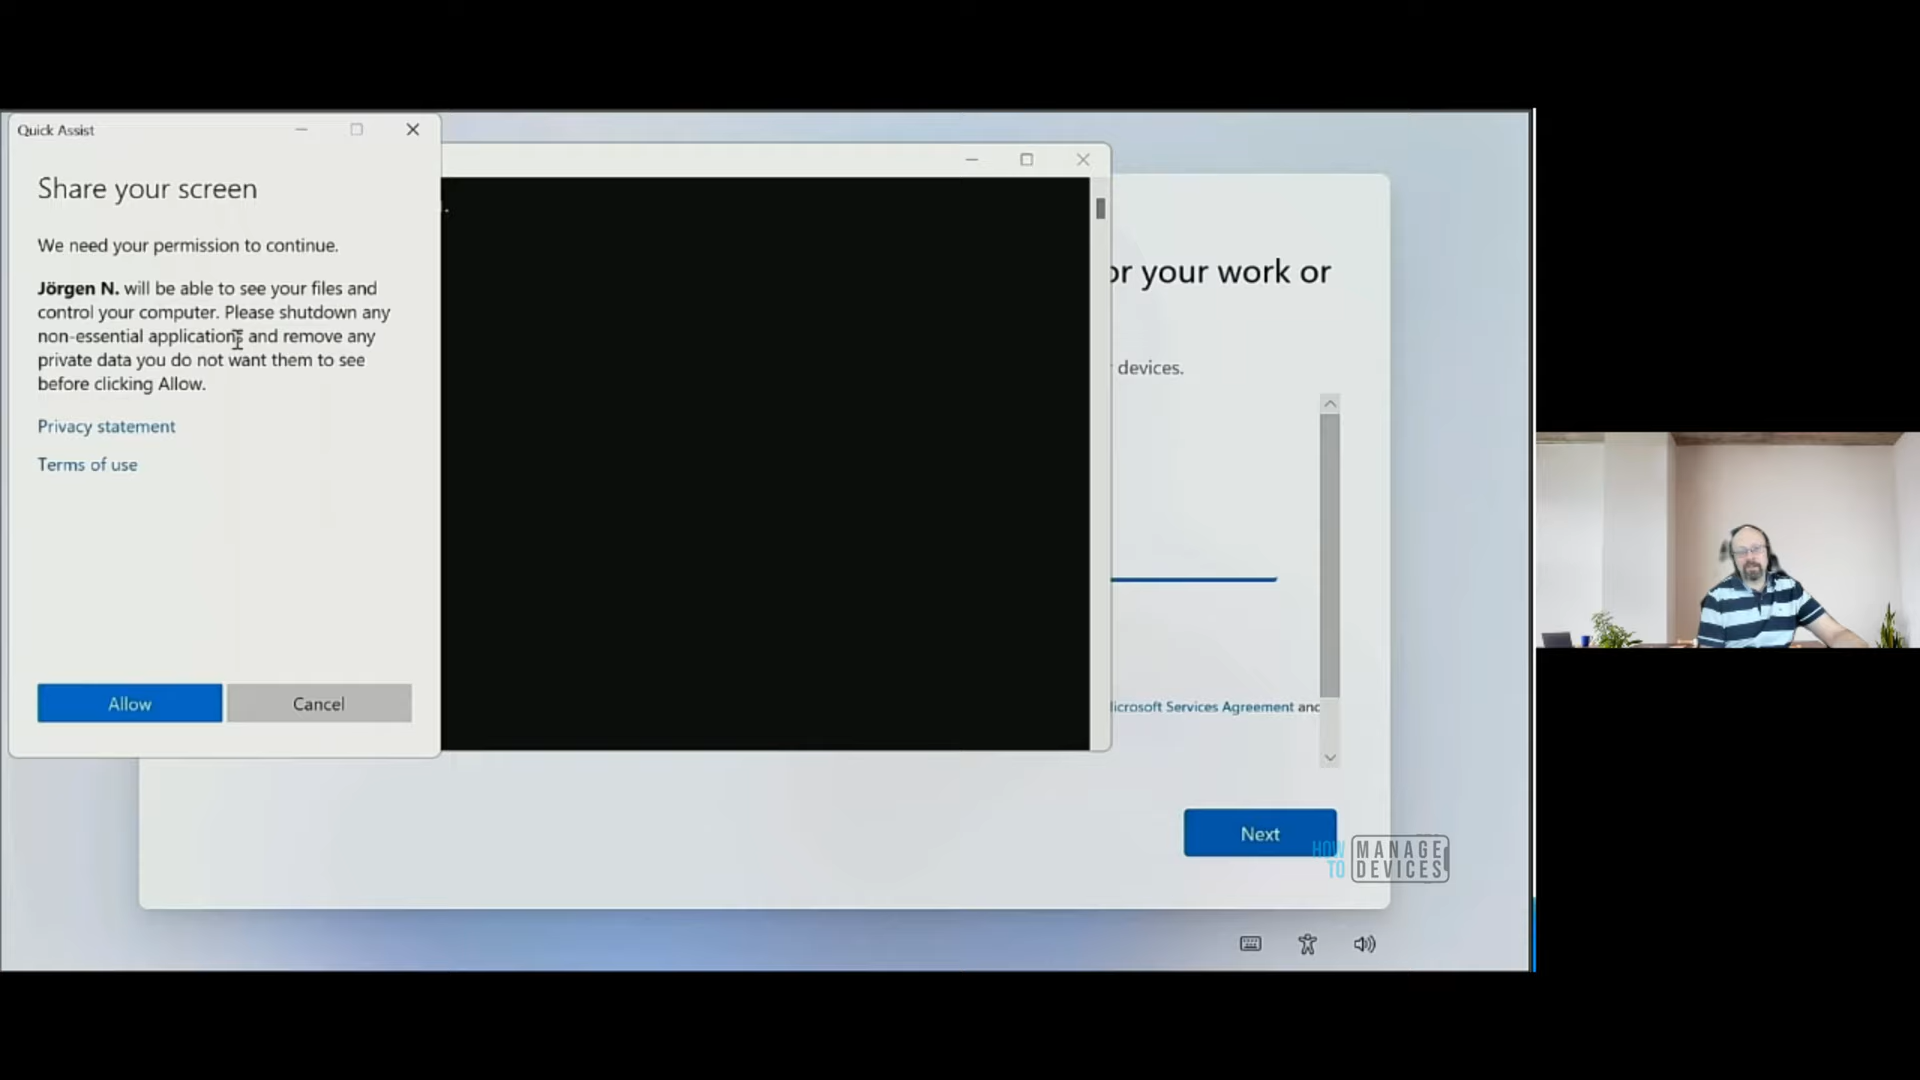 Quick Assist
Share your screen
We need your permission to continue.
Jörgen N. will be able to see your files and
control your computer. Please shutdown any
non-essential applications and remove any
private data you do not want them to see
before clicking Allow.
Privacy statement
Terms of use
Allow
Cancel
or your work or
devices.
icrosoft Services Agreement and
Next
HOW
TO
MANAGE
DEVICES